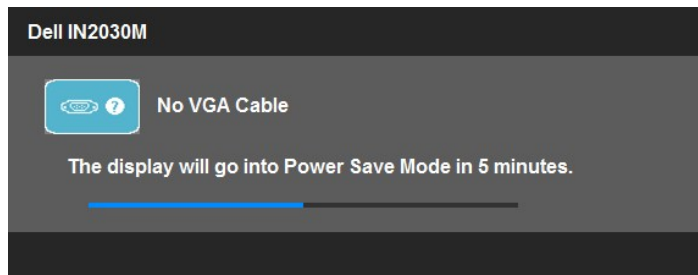 Dell IN2030M
No VGA Cable
The display will go into Power Save Mode in 5 minutes.